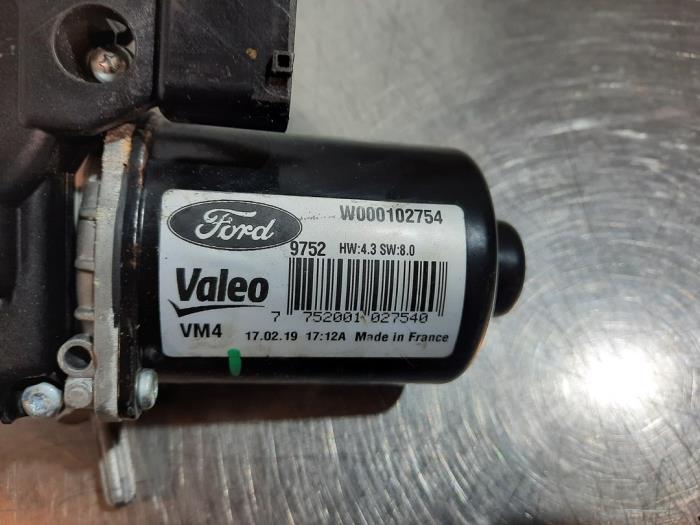 Ford
W000102754
9752 HW:4.3 SW:8.0
Valeo
7 752001 027540
VM4
17.02.19 17:12A Made in France